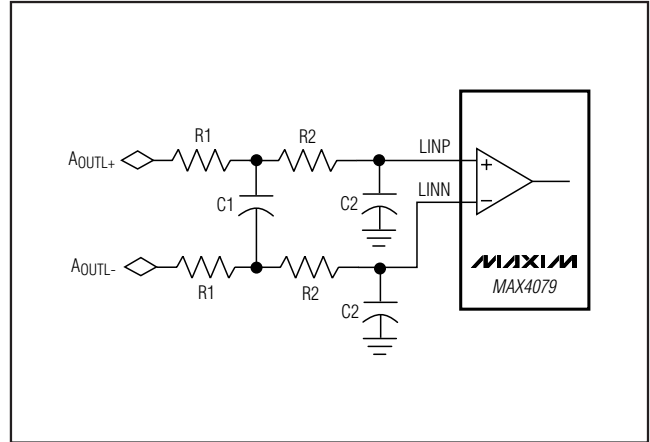 R1
R2
LINP
AOUTL+
+
LINN
C1
C2
−
AOUTL-
MAXIM
MAX4079
R1
R2
C2